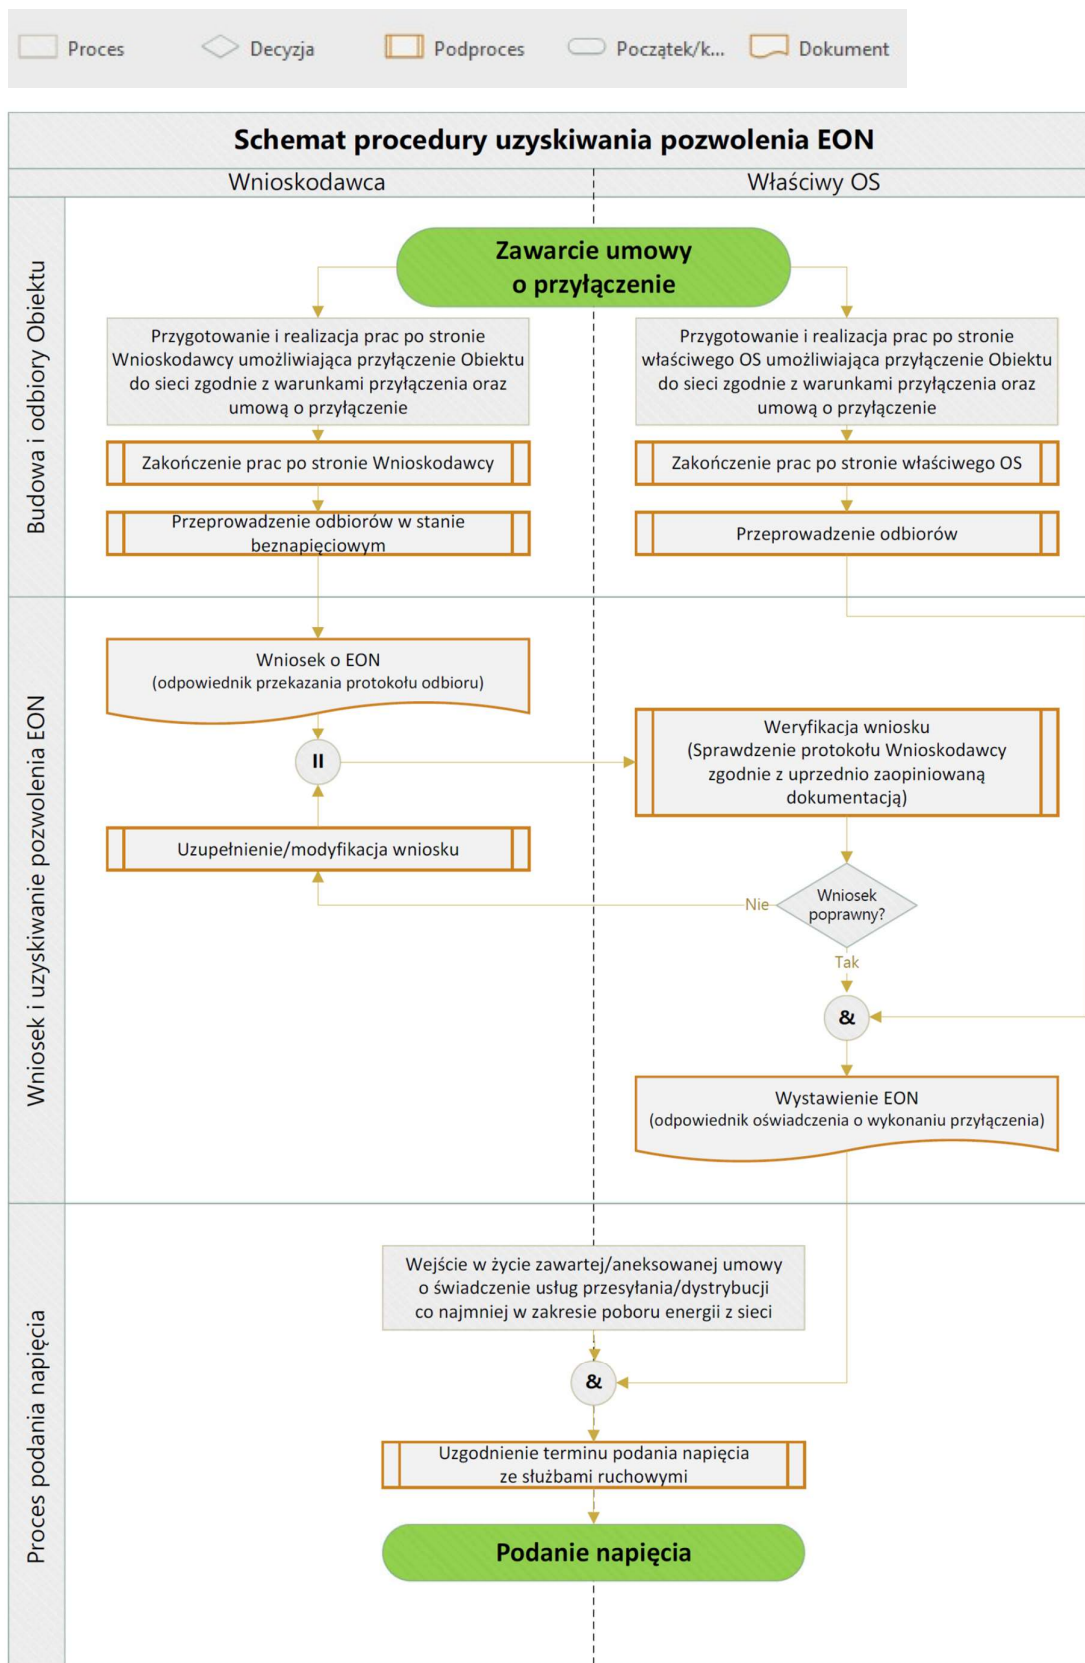 Proces
Decyzja
Podproces
Początek/k...
Dokument
Schemat procedury uzyskiwania pozwolenia EON
Wnioskodawca
Właściwy OS
Budowa i odbiory Obiektu
Zawarcie umowy
o przyłączenie
Przygotowanie i realizacja prac po stronie
Wnioskodawcy umożliwiająca przyłączenie Obiektu
do sieci zgodnie z warunkami przyłączenia oraz
umową o przyłączenie
Przygotowanie i realizacja prac po stronie
właściwego OS umożliwiająca przyłączenie Obiektu
do sieci zgodnie z warunkami przyłączenia oraz
umową o przyłączenie
Zakończenie prac po stronie Wnioskodawcy
Zakończenie prac po stronie właściwego OS
Przeprowadzenie odbiorów w stanie
beznapięciowym
Przeprowadzenie odbiorów
Wniosek i uzyskiwanie pozwolenia EON
Wniosek o EON
(odpowiednik przekazania protokołu odbioru)
II
Weryfikacja wniosku
(Sprawdzenie protokołu Wnioskodawcy
zgodnie z uprzednio zaopiniowaną
dokumentacją)
Uzupełnienie/modyfikacja wniosku
Nie
Wniosek
poprawny?
Tak
&
Wystawienie EON
(odpowiednik oświadczenia o wykonaniu przyłączenia)
Proces podania napięcia
Wejście w życie zawartej/aneksowanej umowy
o świadczenie usług przesyłania/dystrybucji
co najmniej w zakresie poboru energii z sieci
&
Uzgodnienie terminu podania napięcia
ze służbami ruchowymi
Podanie napięcia